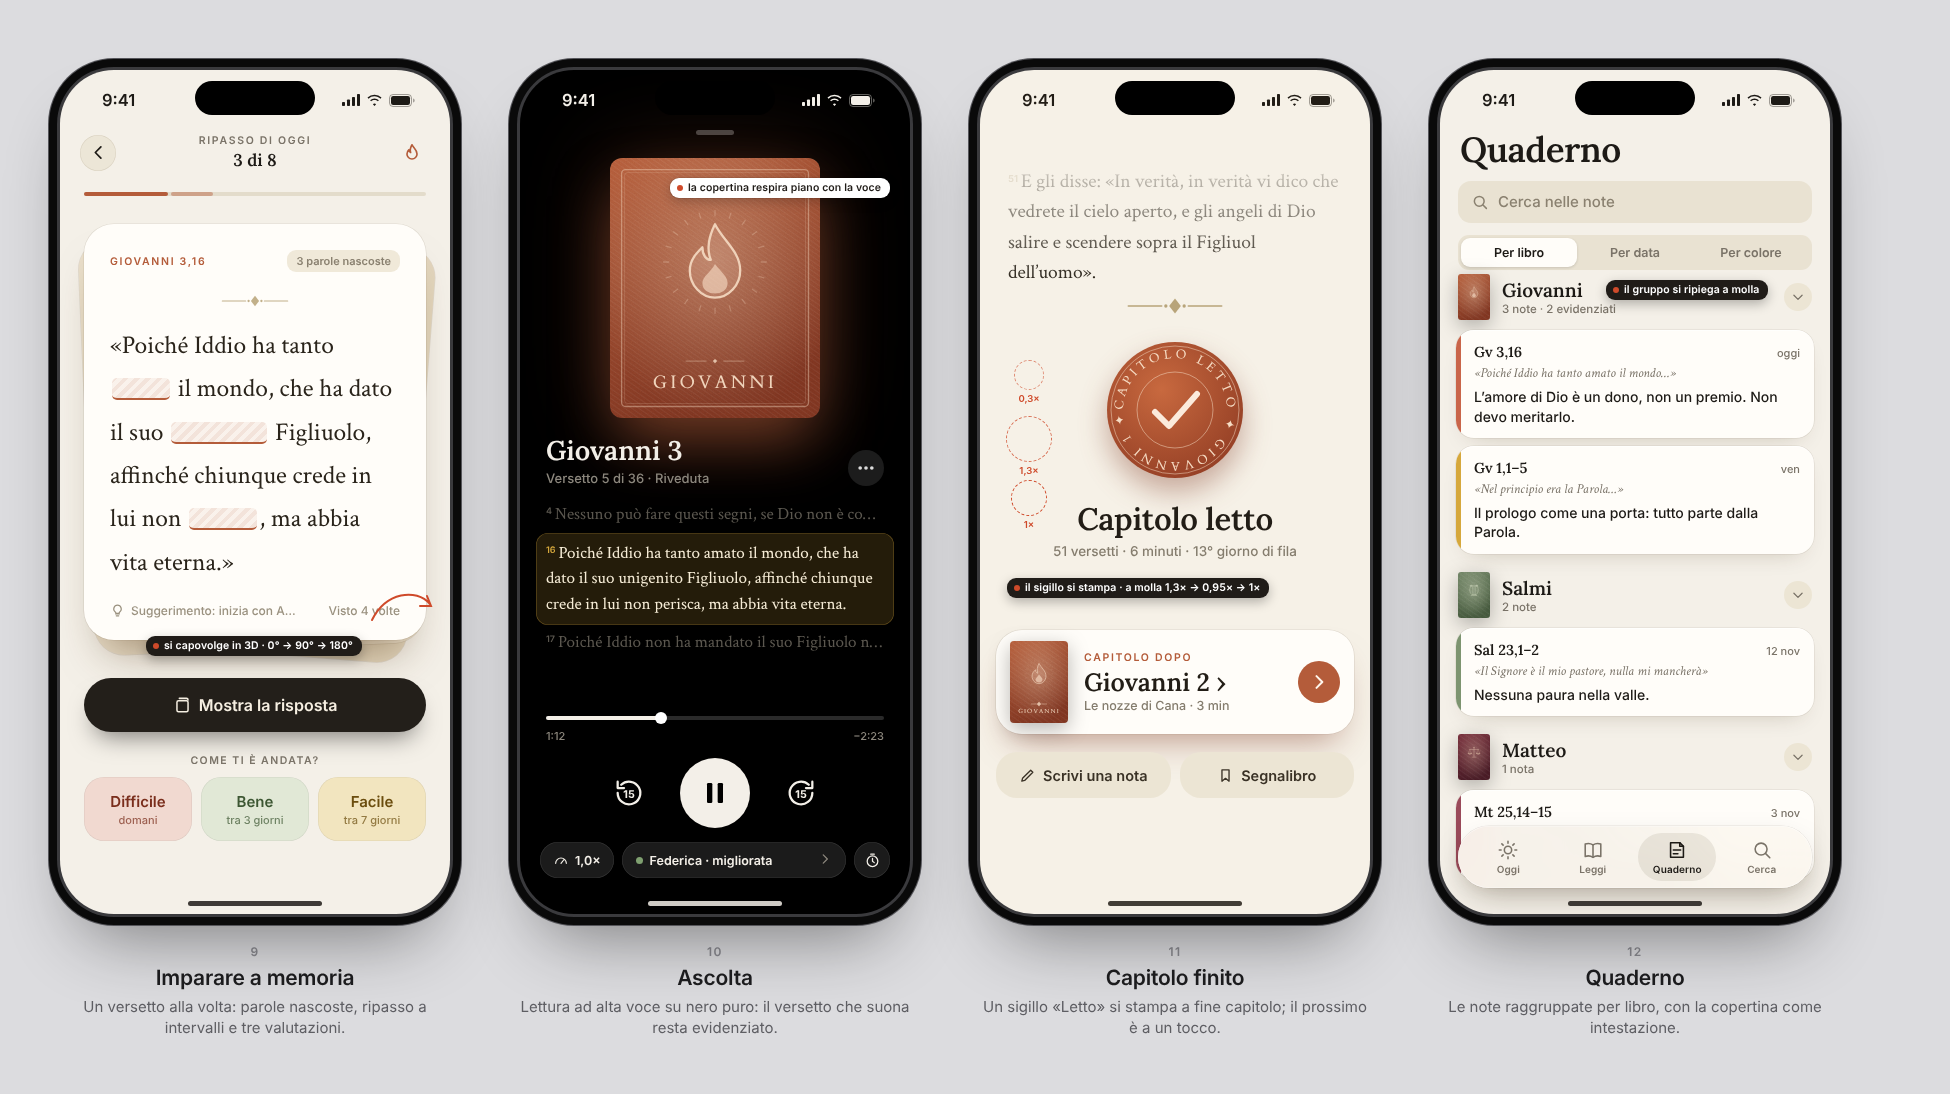 9:41
RIPASSO DI OGGI
3 di 8
GIOVANNI 3,16
3 parole nascoste
«Poiché Iddio ha tanto
il mondo, che ha dato
il suo Figliuolo,
affinché chiunque crede in
lui non , ma abbia
vita eterna.»
Suggerimento: inizia con A…
Visto 4 volte
si capovolge in 3D · 0° → 90° → 180°
Mostra la risposta
COME TI È ANDATA?
Difficile
domani
Bene
tra 3 giorni
Facile
tra 7 giorni
9
Imparare a memoria
Un versetto alla volta: parole nascoste, ripasso a
intervalli e tre valutazioni.
9:41
la copertina respira piano con la voce
GIOVANNI
Giovanni 3
Versetto 5 di 36 · Riveduta
4 Nessuno può fare questi segni, se Dio non è co…
16 Poiché Iddio ha tanto amato il mondo, che ha
dato il suo unigenito Figliuolo, affinché chiunque
crede in lui non perisca, ma abbia vita eterna.
17 Poiché Iddio non ha mandato il suo Figliuolo n…
1:12
−2:23
15
15
1,0×
Federica · migliorata
10
Ascolta
Lettura ad alta voce su nero puro: il versetto che suona
resta evidenziato.
9:41
51 E gli disse: «In verità, in verità vi dico che
vedrete il cielo aperto, e gli angeli di Dio
salire e scendere sopra il Figliuol
dell'uomo».
CAPITOLO LETTO
GIOVANNI 1
0,3×
1,3×
1×
Capitolo letto
51 versetti · 6 minuti · 13° giorno di fila
il sigillo si stampa · a molla 1,3× → 0,95× → 1×
GIOVANNI
CAPITOLO DOPO
Giovanni 2 ›
Le nozze di Cana · 3 min
Scrivi una nota
Segnalibro
11
Capitolo finito
Un sigillo «Letto» si stampa a fine capitolo; il prossimo
è a un tocco.
9:41
Quaderno
Cerca nelle note
Per libro
Per data
Per colore
Giovanni
il gruppo si ripiega a molla
3 note · 2 evidenziati
Gv 3,16
oggi
«Poiché Iddio ha tanto amato il mondo…»
L'amore di Dio è un dono, non un premio. Non
devo meritarlo.
Gv 1,1–5
ven
«Nel principio era la Parola…»
Il prologo come una porta: tutto parte dalla
Parola.
Salmi
2 note
Sal 23,1–2
12 nov
«Il Signore è il mio pastore, nulla mi mancherà»
Nessuna paura nella valle.
Matteo
1 nota
Mt 25,14–15
3 nov
Oggi
Leggi
Quaderno
Cerca
12
Quaderno
Le note raggruppate per libro, con la copertina come
intestazione.